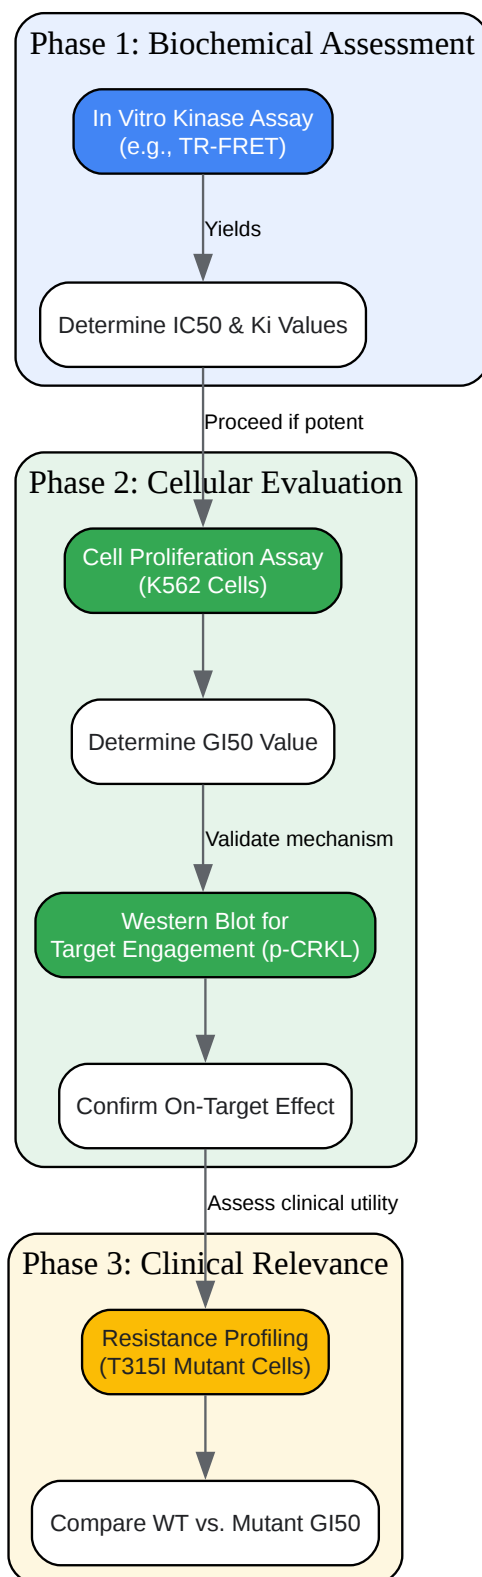 Phase 1: Biochemical Assessment
In Vitro Kinase Assay
(e.g., TR-FRET)
Yields
Determine IC50 & Ki Values
Proceed if potent
Phase 2: Cellular Evaluation
Cell Proliferation Assay
(K562 Cells)
Determine GI50 Value
Validate mechanism
Western Blot for
Target Engagement (p-CRKL)
Confirm On-Target Effect
Assess clinical utility
Phase 3: Clinical Relevance
Resistance Profiling
(T315I Mutant Cells)
Compare WT vs. Mutant GI50